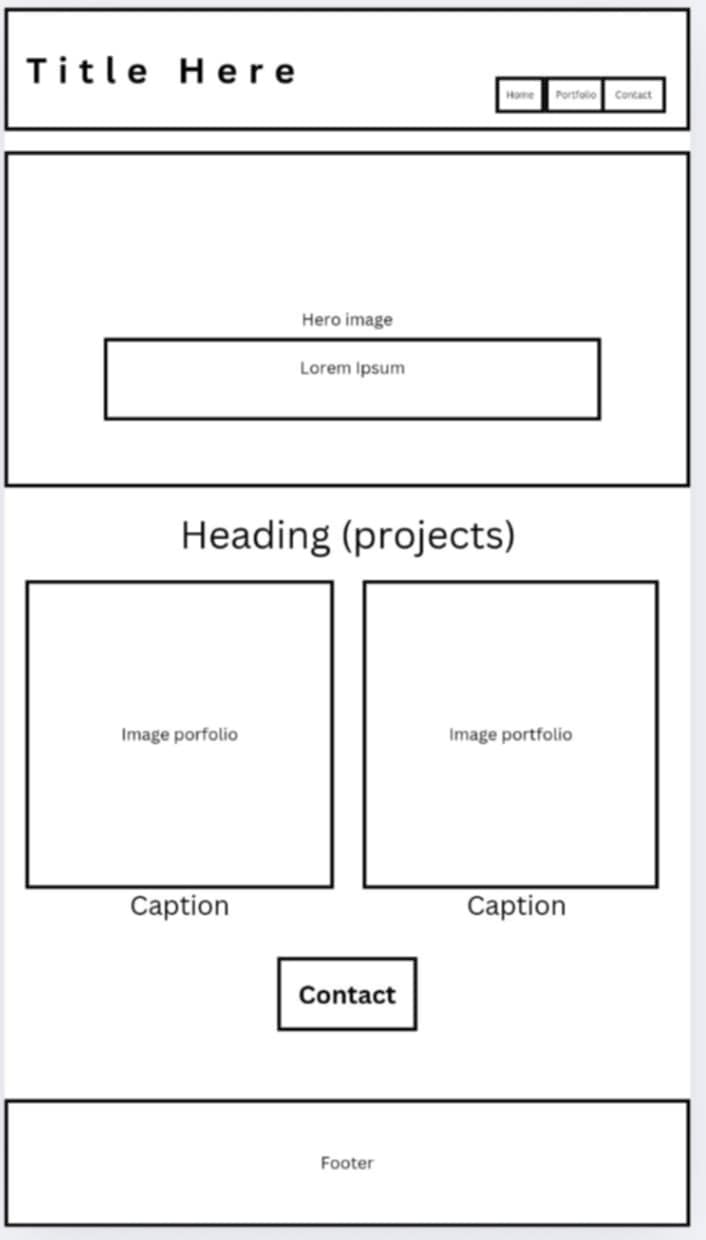 Title Here
Home
Portfolio
Contact
Hero image
Lorem Ipsum
Heading (projects)
Image porfolio
Image portfolio
Caption
Caption
Contact
Footer